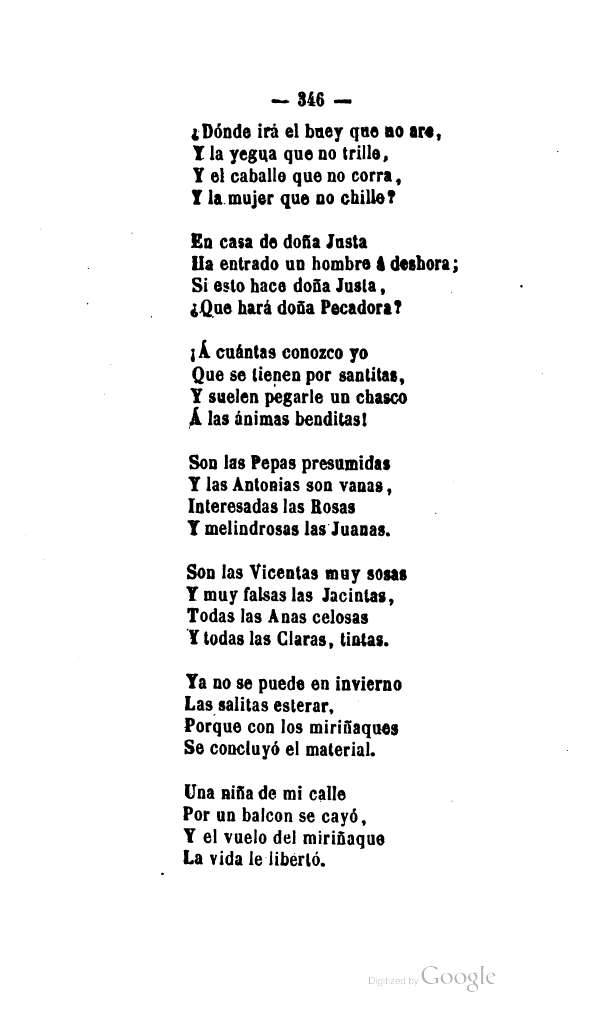 — 346 —
¿Dónde irá el buey que no are,
Y la yegua que no trille,
Y el caballo que no corra,
Y la mujer que no chille?
En casa de doña Justa
Ha entrado un hombre á deshora;
Si esto hace doña Justa,
¿Que hará doña Pecadora?
¡Á cuántas conozco yo
Que se tienen por santitas,
Y suelen pegarle un chasco
Á las ánimas benditas!
Son las Pepas presumidas
Y las Antonias son vanas,
Interesadas las Rosas
Y melindrosas las Juanas.
Son las Vicentas muy sosas
Y muy falsas las Jacintas,
Todas las Anas celosas
Y todas las Claras, tintas.
Ya no se puede en invierno
Las salitas esterar,
Porque con los miriñaques
Se concluyó el material.
Una niña de mi calle
Por un balcon se cayó,
Y el vuelo del miriñaque
La vida le libertó.
Digitized by Google